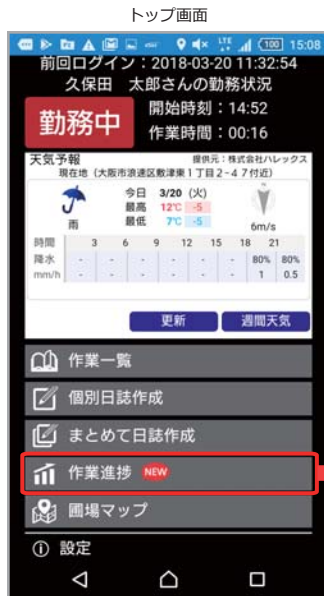 トップ画面
LTE 100 15:08
前回ログイン：2018-03-20 11:32:54
久保田　太郎さんの勤務状況
勤務中
開始時刻：14:52
作業時間：00:16
天気予報
提供元：株式会社ハレックス
現在地（大阪市浪速区敷津東１丁目２-４７付近）
今日 3/20 (火)
最高 12℃ -5
最低 7℃ -5
雨
N
6m/s
時間 3 6 9 12 15 18 21
降水 - - - - - - 80% 80%
mm/h - - - - - - 1 0.5
更新
週間天気
作業一覧
個別日誌作成
まとめて日誌作成
作業進捗 NEW
圃場マップ
設定